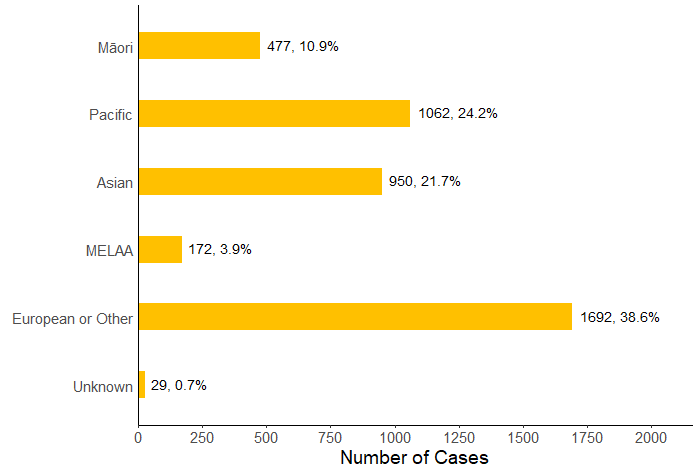 Māori 477, 10.9%
Pacific 1062, 24.2%
Asian 950, 21.7%
MELAA 172, 3.9%
European or Other 1692, 38.6%
Unknown 29, 0.7%
0 250 500 750 1000 1250 1500 1750 2000
Number of Cases